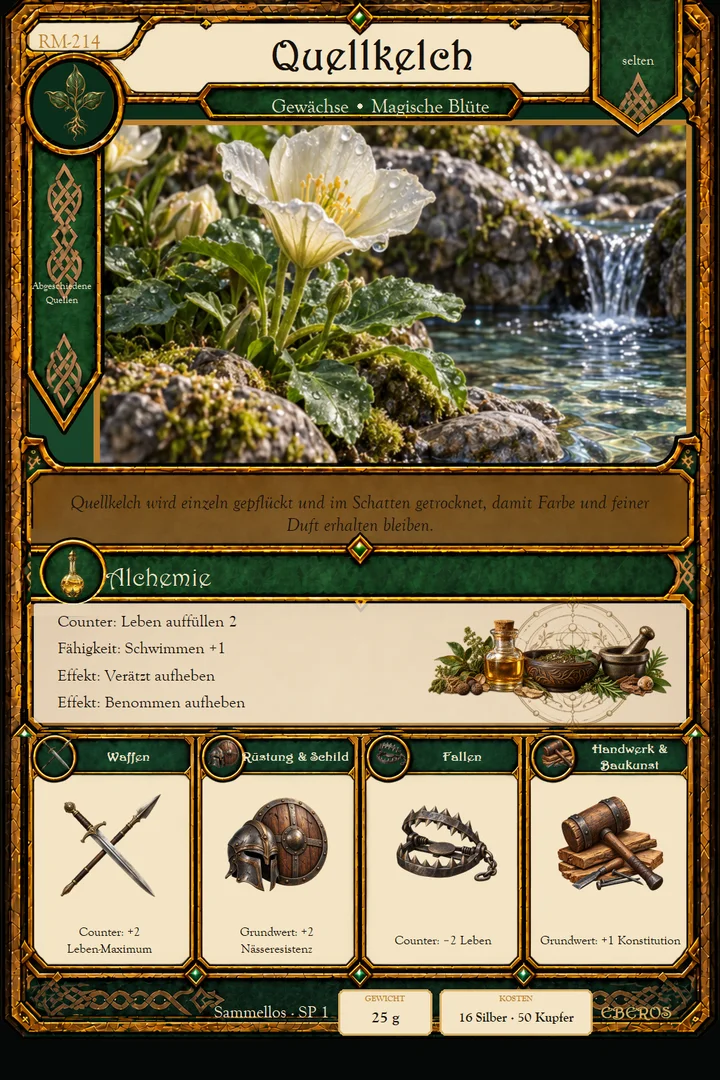 RM-214
Quellkelch
selten
Gewächse • Magische Blüte
Abgeschiedene
Quellen
Quellkelch wird einzeln gepflückt und im Schatten getrocknet, damit Farbe und feiner
Duft erhalten bleiben.
Alchemie
Counter: Leben auffüllen 2
Fähigkeit: Schwimmen +1
Effekt: Verätzt aufheben
Effekt: Benommen aufheben
Waffen
Rüstung & Schild
Fallen
Handwerk &
Baukunst
Counter: +2
Leben-Maximum
Grundwert: +2
Nässeresistenz
Counter: −2 Leben
Grundwert: +1 Konstitution
Sammellos · SP 1
GEWICHT
25 g
KOSTEN
16 Silber · 50 Kupfer
EBEROS